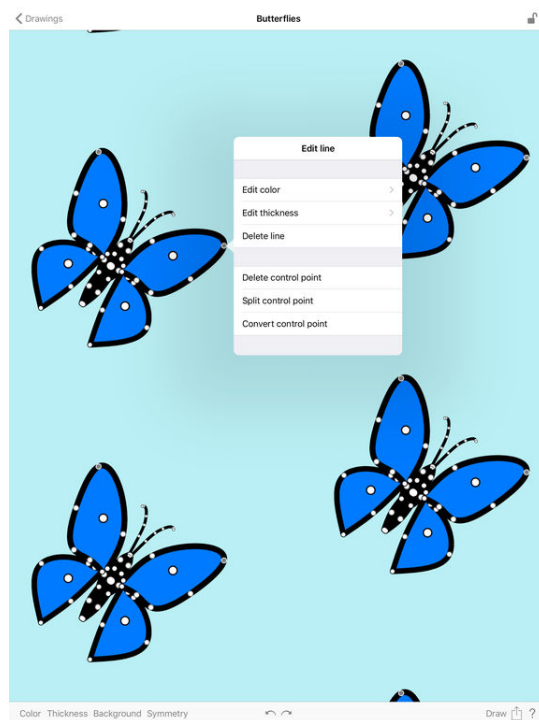 Drawings Butterflies
Edit line
Edit color
Edit thickness
Delete line
Delete control point
Split control point
Convert control point
Color Thickness Background Symmetry Draw ?